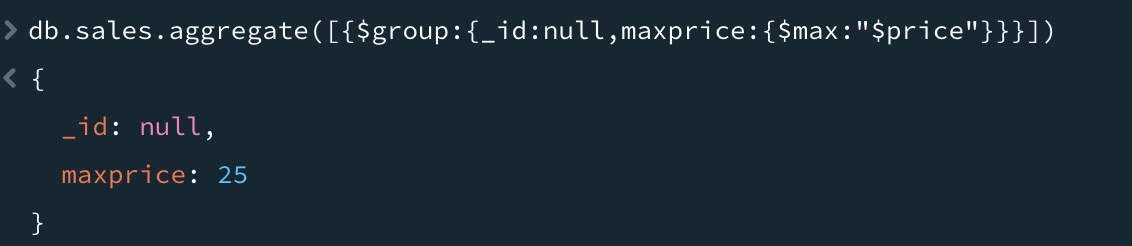 > db.sales.aggregate([{$group:{_id:null,maxprice:{$max:"$price"}}}])
< {
_id: null,
maxprice: 25
}